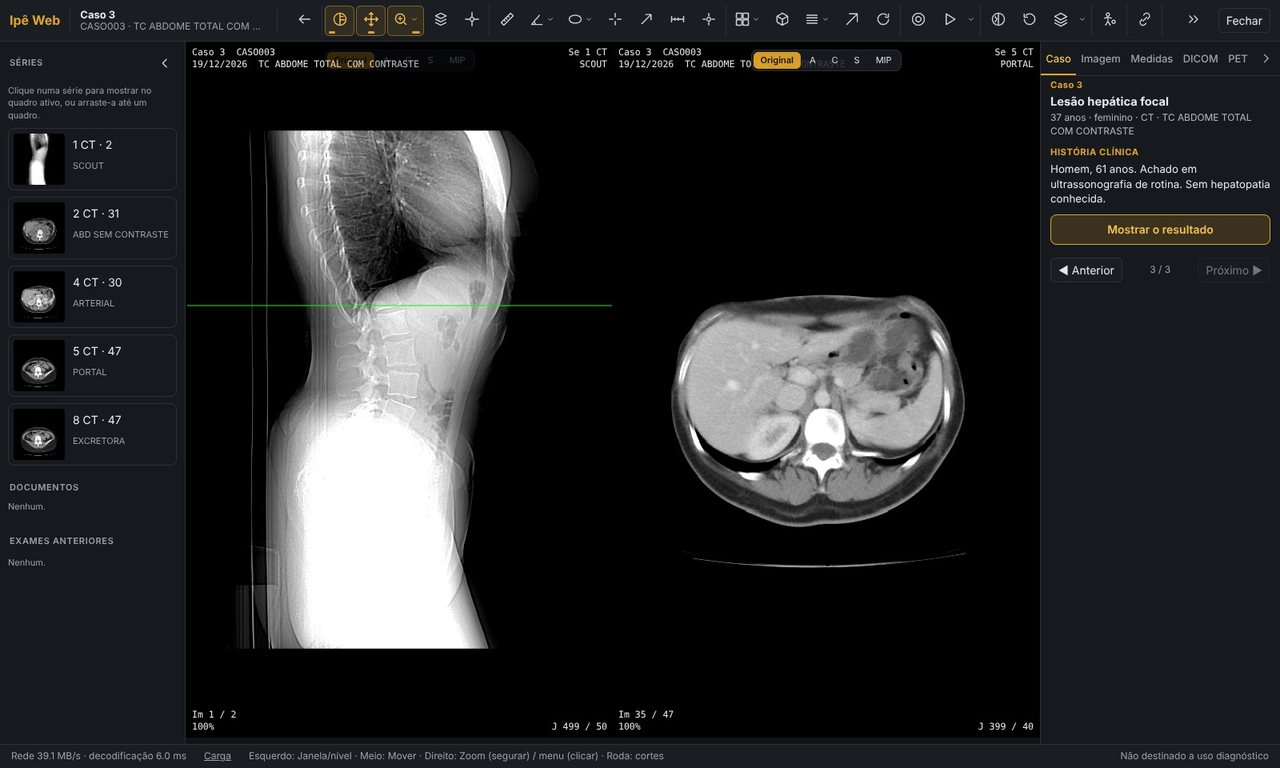 Ipê Web
Caso 3
CASO003 · TC ABDOME TOTAL COM ...
Fechar
SÉRIES
Clique numa série para mostrar no
quadro ativo, ou arraste-a até um
quadro.
1 CT · 2
SCOUT
2 CT · 31
ABD SEM CONTRASTE
4 CT · 30
ARTERIAL
5 CT · 47
PORTAL
8 CT · 47
EXCRETORA
DOCUMENTOS
Nenhum.
EXAMES ANTERIORES
Nenhum.
Caso 3 CASO003
19/12/2026 TC ABDOME TOTAL COM CONTRASTE
S MIP
Se 1 CT
SCOUT
Im 1 / 2
100%
J 499 / 50
Caso 3 CASO003
19/12/2026 TC ABDOME TO
Original A C S MIP
Se 5 CT
PORTAL
Im 35 / 47
100%
J 399 / 40
Caso Imagem Medidas DICOM PET
Caso 3
Lesão hepática focal
37 anos · feminino · CT · TC ABDOME TOTAL
COM CONTRASTE
HISTÓRIA CLÍNICA
Homem, 61 anos. Achado em
ultrassonografia de rotina. Sem hepatopatia
conhecida.
Mostrar o resultado
◀ Anterior
3 / 3
Próximo ▶
Rede 39.1 MB/s · decodificação 6.0 ms
Carga
Esquerdo: Janela/nível · Meio: Mover · Direito: Zoom (segurar) / menu (clicar) · Roda: cortes
Não destinado a uso diagnóstico